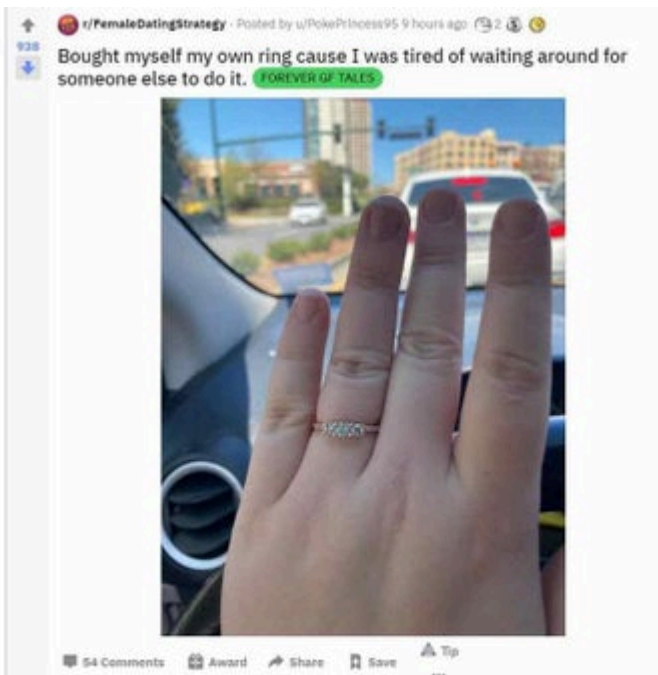 r/FemaleDatingStrategy · Posted by u/PokePrincess95 9 hours ago 2
938
Bought myself my own ring cause I was tired of waiting around for
someone else to do it. FOREVER GF TALES
54 Comments Award Share Save Tip